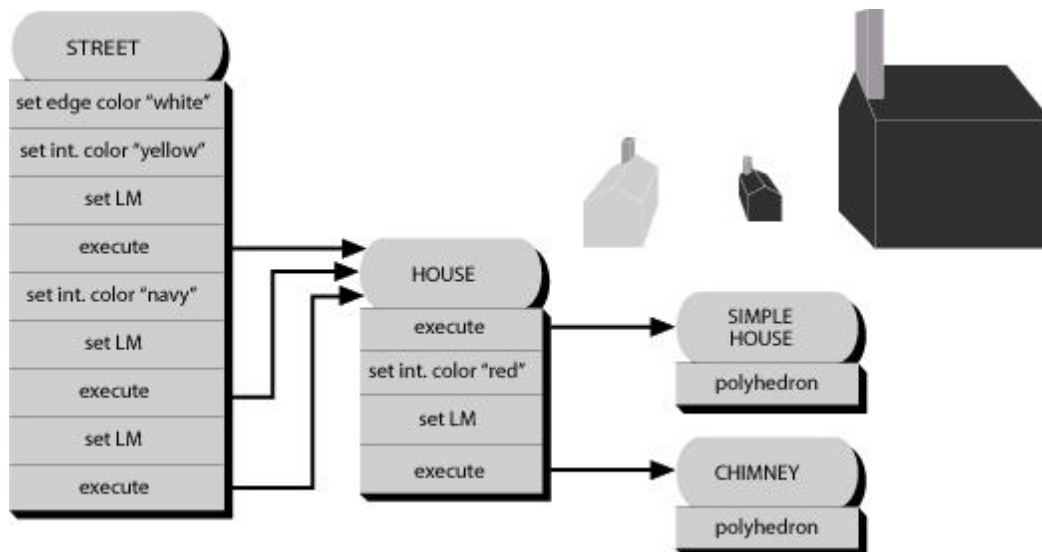 STREET
set edge color “white”
set int. color “yellow”
set LM
execute
set int. color “navy”
set LM
execute
set LM
execute
HOUSE
execute
set int. color “red”
set LM
execute
SIMPLE
HOUSE
polyhedron
CHIMNEY
polyhedron